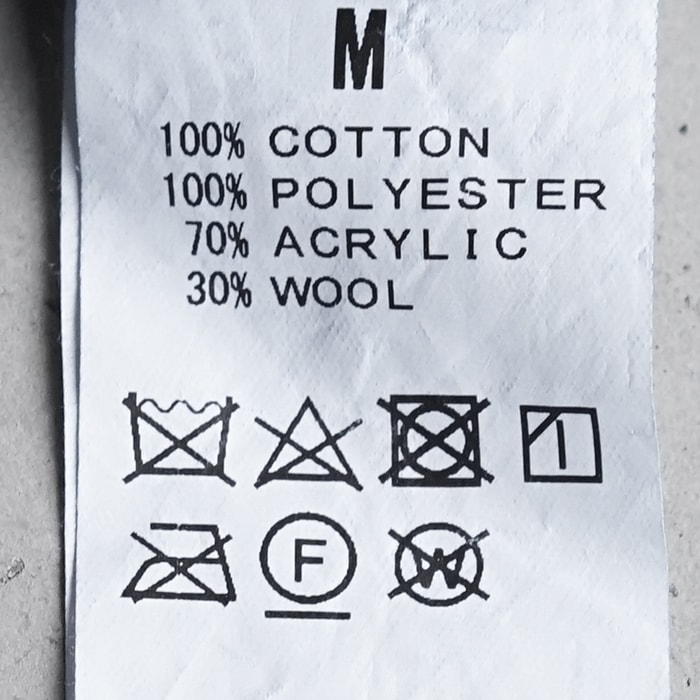 M
100% COTTON
100% POLYESTER
70% ACRYLIC
30% WOOL
F
W